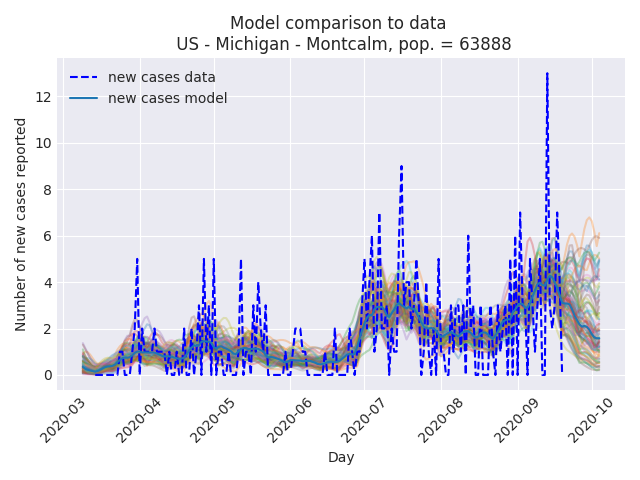 Model comparison to data
US - Michigan - Montcalm, pop. = 63888
new cases data
new cases model
Number of new cases reported
12
10
8
6
4
2
0
2020-03
2020-04
2020-05
2020-06
2020-07
2020-08
2020-09
2020-10
Day